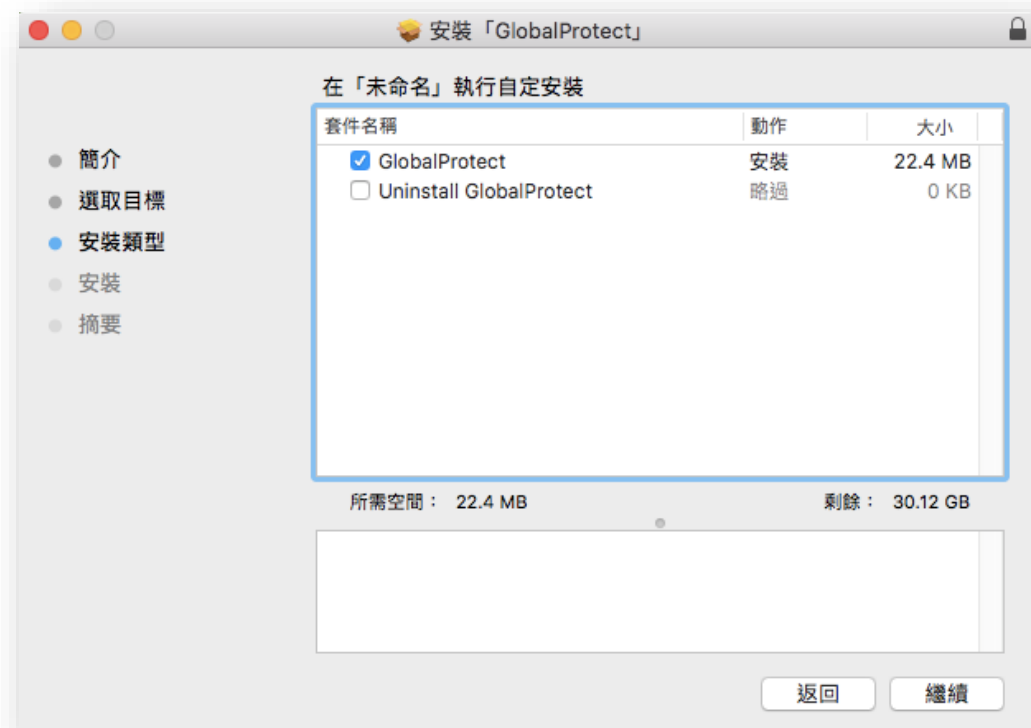 安裝「GlobalProtect」
在「未命名」執行自定安裝
簡介
選取目標
安裝類型
安裝
摘要
套件名稱 動作 大小
GlobalProtect 安裝 22.4 MB
Uninstall GlobalProtect 略過 0 KB
所需空間： 22.4 MB 剩餘： 30.12 GB
返回 繼續